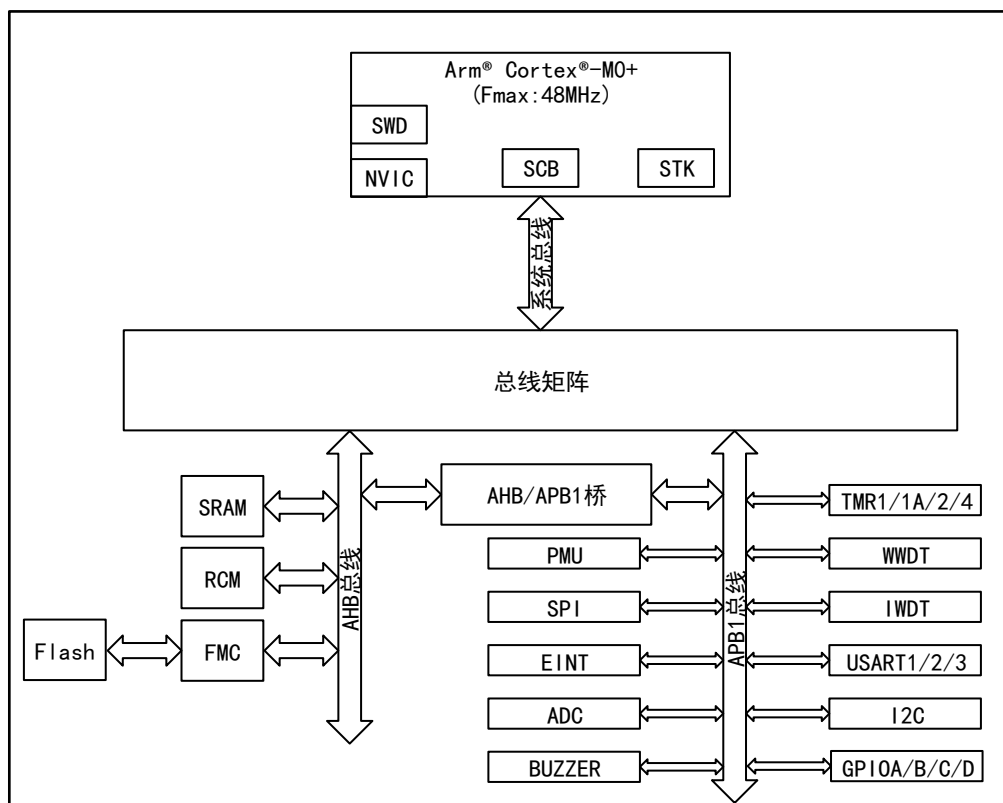 Arm® Cortex®-M0+
(Fmax:48MHz)
SWD
NVIC
SCB
STK
系统总线
总线矩阵
AHB总线
SRAM
RCM
FMC
Flash
AHB/APB1桥
APB1总线
PMU
SPI
EINT
ADC
BUZZER
TMR1/1A/2/4
WWDT
IWDT
USART1/2/3
I2C
GPIOA/B/C/D